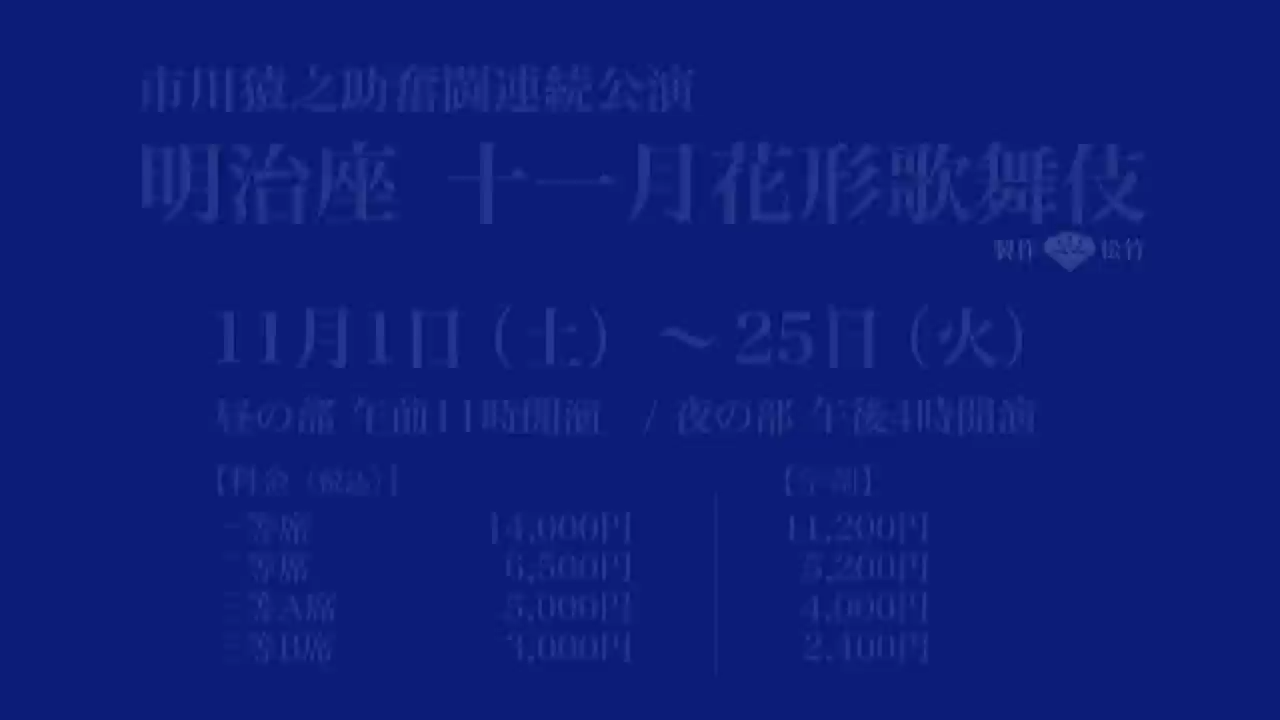 市川猿之助奮闘連続公演
明治座 十一月花形歌舞伎
製作 松竹
11月1日（土）～25日（火）
昼の部 午前11時開演 / 夜の部 午後4時開演
【料金（税込）】
一等席 14,000円 11,200円
二等席 6,500円 5,200円
三等A席 5,000円 4,000円
三等B席 3,000円 2,400円